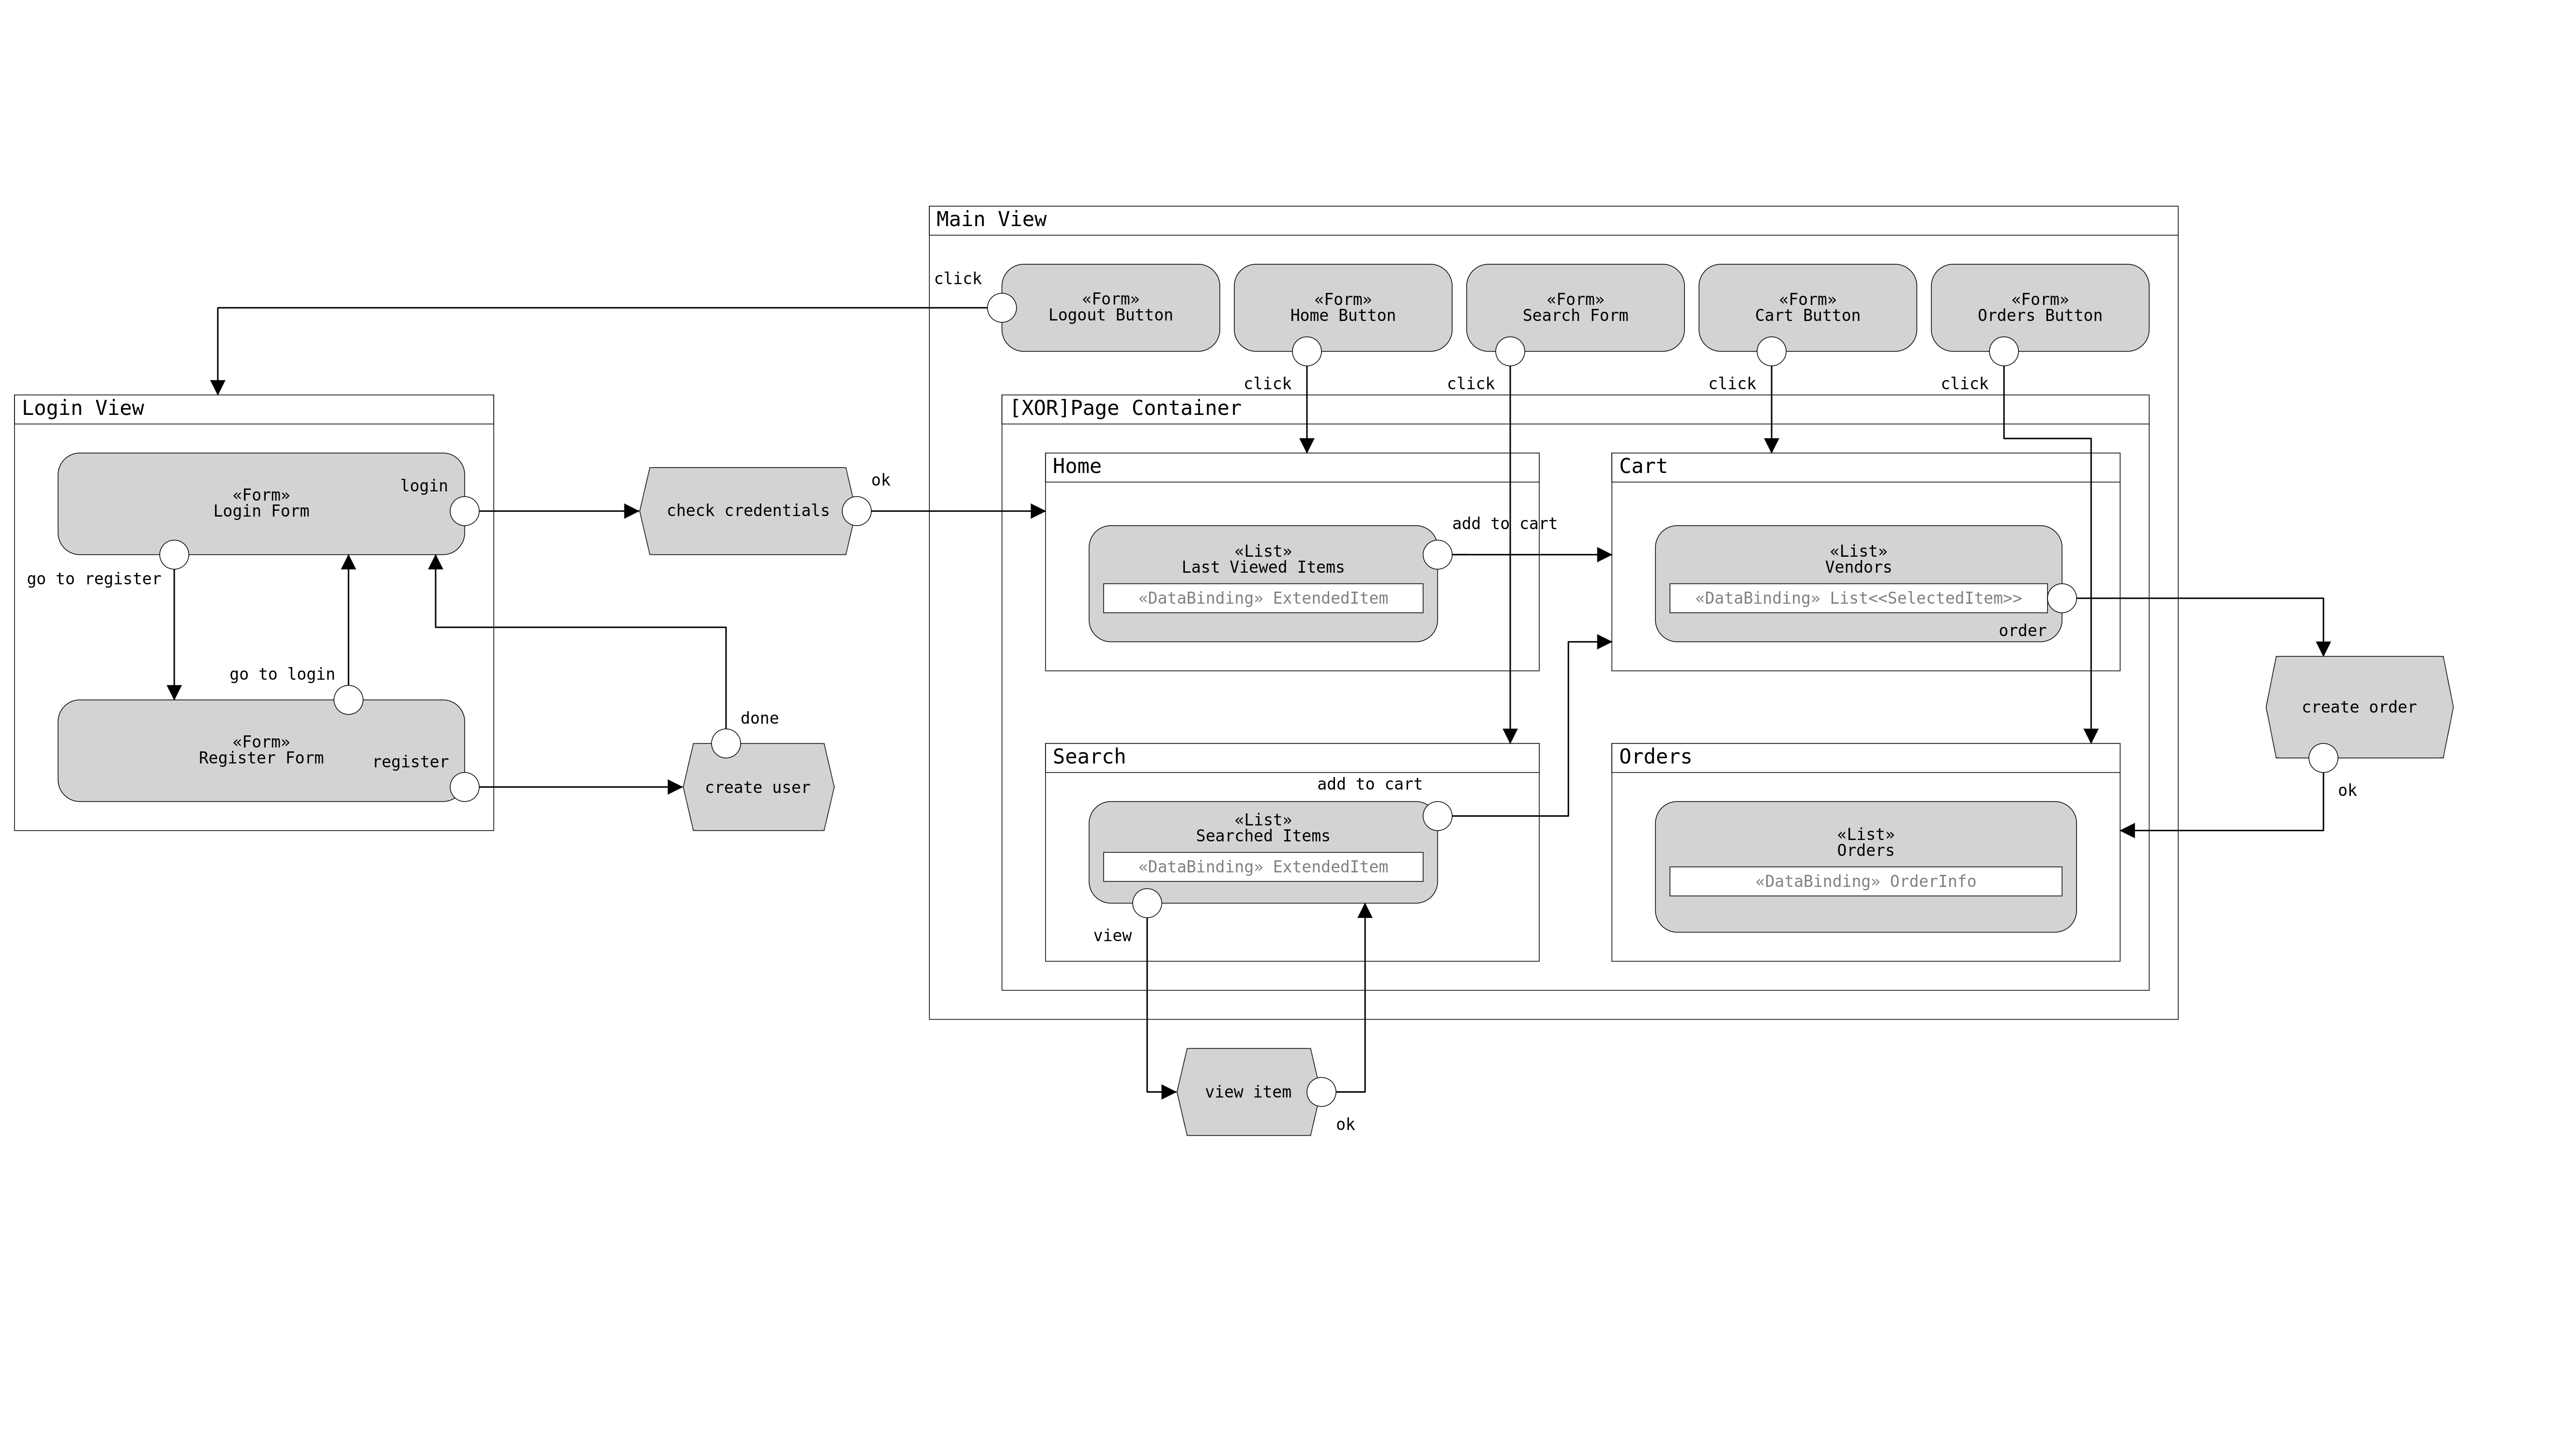 Main View
click
«Form»
Logout Button
«Form»
Home Button
«Form»
Search Form
«Form»
Cart Button
«Form»
Orders Button
click
click
click
click
Login View
«Form»
Login Form
login
go to register
go to login
«Form»
Register Form
register
check credentials
ok
done
create user
[XOR]Page Container
Home
«List»
Last Viewed Items
«DataBinding» ExtendedItem
add to cart
Cart
«List»
Vendors
«DataBinding» List<<SelectedItem>>
order
Search
add to cart
«List»
Searched Items
«DataBinding» ExtendedItem
view
Orders
«List»
Orders
«DataBinding» OrderInfo
create order
ok
view item
ok